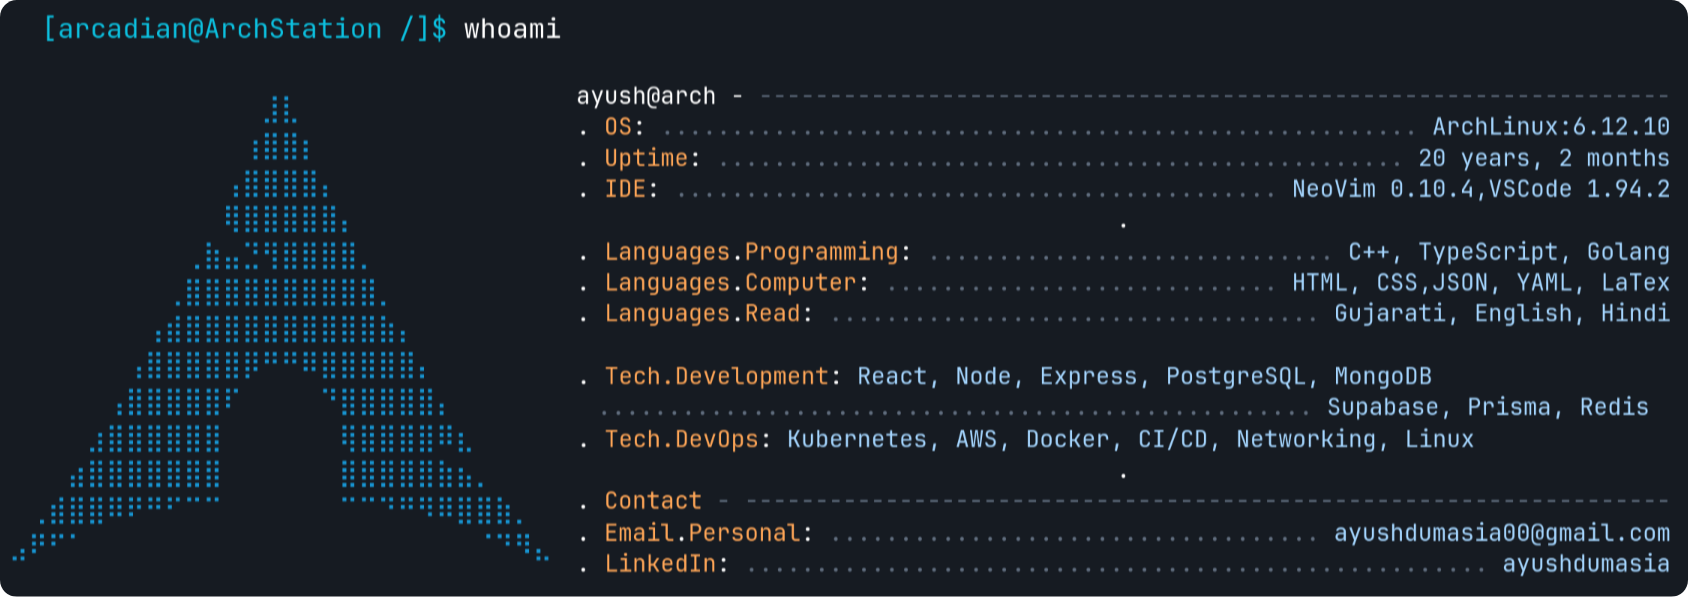 [arcadian@ArchStation /]$ whoami
ayush@arch - -----------------------------------------------------------------
. OS: ...................................................... ArchLinux:6.12.10
. Uptime: ................................................. 20 years, 2 months
. IDE: ........................................... NeoVim 0.10.4,VSCode 1.94.2
.
. Languages.Programming: ............................. C++, TypeScript, Golang
. Languages.Computer: ............................ HTML, CSS,JSON, YAML, LaTex
. Languages.Read: ................................... Gujarati, English, Hindi
. Tech.Development: React, Node, Express, PostgreSQL, MongoDB
................................................... Supabase, Prisma, Redis
. Tech.DevOps: Kubernetes, AWS, Docker, CI/CD, Networking, Linux
.
. Contact - ------------------------------------------------------------------
. Email.Personal: ..................................... ayushdumasia00@gmail.com
. LinkedIn: ..................................................... ayushdumasia